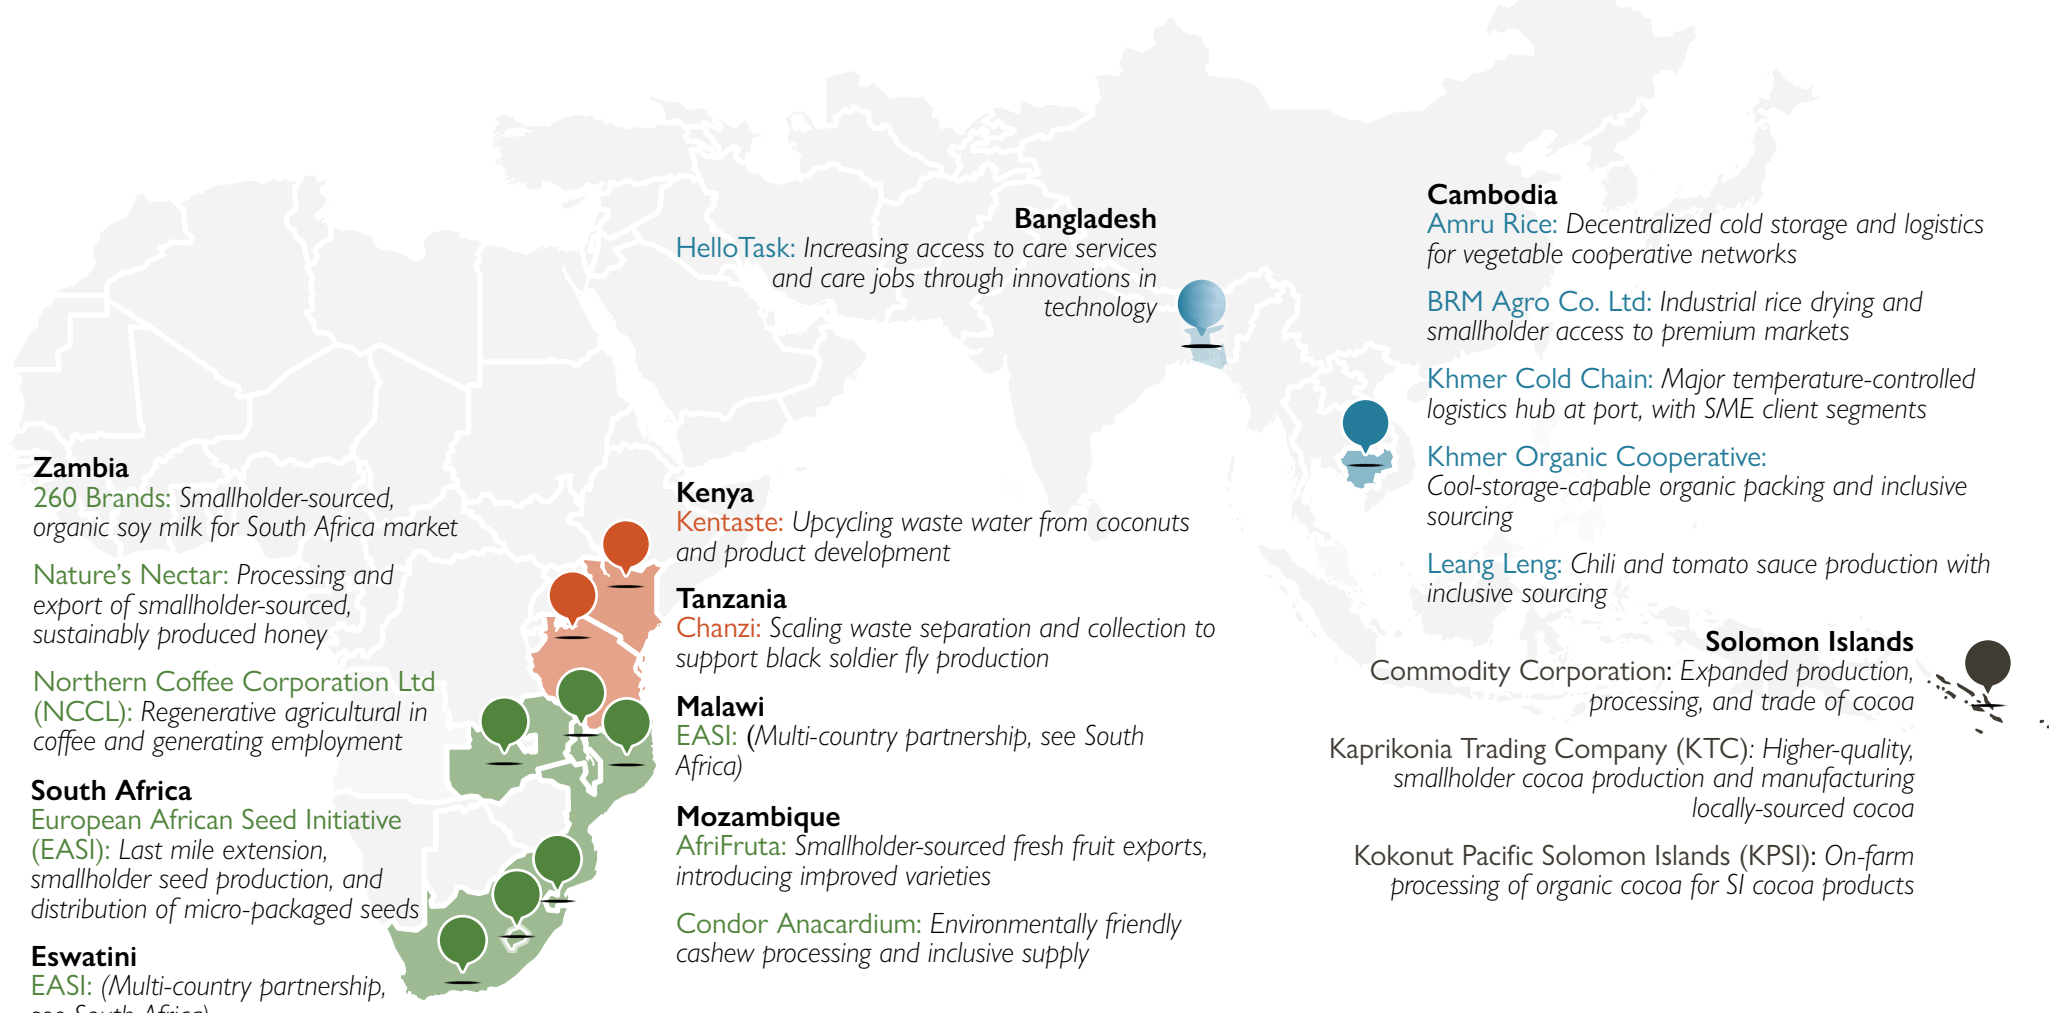 Bangladesh
HelloTask: Increasing access to care services
and care jobs through innovations in
technology
Cambodia
Amru Rice: Decentralized cold storage and logistics
for vegetable cooperative networks
BRM Agro Co. Ltd: Industrial rice drying and
smallholder access to premium markets
Khmer Cold Chain: Major temperature-controlled
logistics hub at port, with SME client segments
Khmer Organic Cooperative:
Cool-storage-capable organic packing and inclusive
sourcing
Leang Leng: Chili and tomato sauce production with
inclusive sourcing
Solomon Islands
Commodity Corporation: Expanded production,
processing, and trade of cocoa
Kaprikonia Trading Company (KTC): Higher-quality,
smallholder cocoa production and manufacturing
locally-sourced cocoa
Kokonut Pacific Solomon Islands (KPSI): On-farm
processing of organic cocoa for SI cocoa products
Zambia
260 Brands: Smallholder-sourced,
organic soy milk for South Africa market
Nature's Nectar: Processing and
export of smallholder-sourced,
sustainably produced honey
Northern Coffee Corporation Ltd
(NCCL): Regenerative agricultural in
coffee and generating employment
South Africa
European African Seed Initiative
(EASI): Last mile extension,
smallholder seed production, and
distribution of micro-packaged seeds
Eswatini
EASI: (Multi-country partnership,
see South Africa)
Kenya
Kentaste: Upcycling waste water from coconuts
and product development
Tanzania
Chanzi: Scaling waste separation and collection to
support black soldier fly production
Malawi
EASI: (Multi-country partnership, see South
Africa)
Mozambique
AfriFruta: Smallholder-sourced fresh fruit exports,
introducing improved varieties
Condor Anacardium: Environmentally friendly
cashew processing and inclusive supply